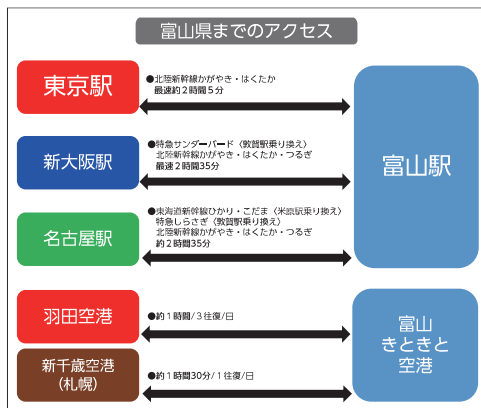 富山県までのアクセス
東京駅
●北陸新幹線かがやき・はくたか
最速約2時間5分
新大阪駅
●特急サンダーバード〈敦賀駅乗り換え〉
北陸新幹線かがやき・はくたか・つるぎ
最速2時間35分
富山駅
名古屋駅
●東海道新幹線ひかり・こだま〈米原駅乗り換え〉
特急しらさぎ〈敦賀駅乗り換え〉
北陸新幹線かがやき・はくたか・つるぎ
約2時間35分
羽田空港
●約1時間/3往復/日
富山
きときと
空港
新千歳空港
(札幌)
●約1時間30分/1往復/日